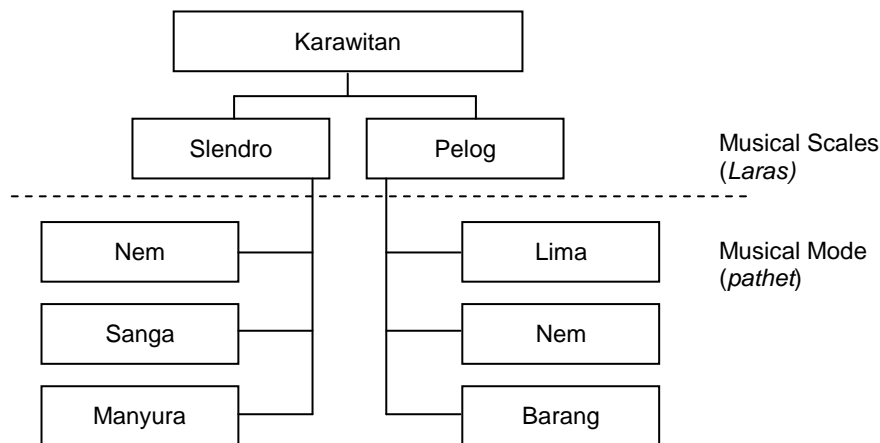 Karawitan
Slendro
Pelog
Musical Scales
(Laras)
Nem
Lima
Musical Mode
(pathet)
Sanga
Nem
Manyura
Barang